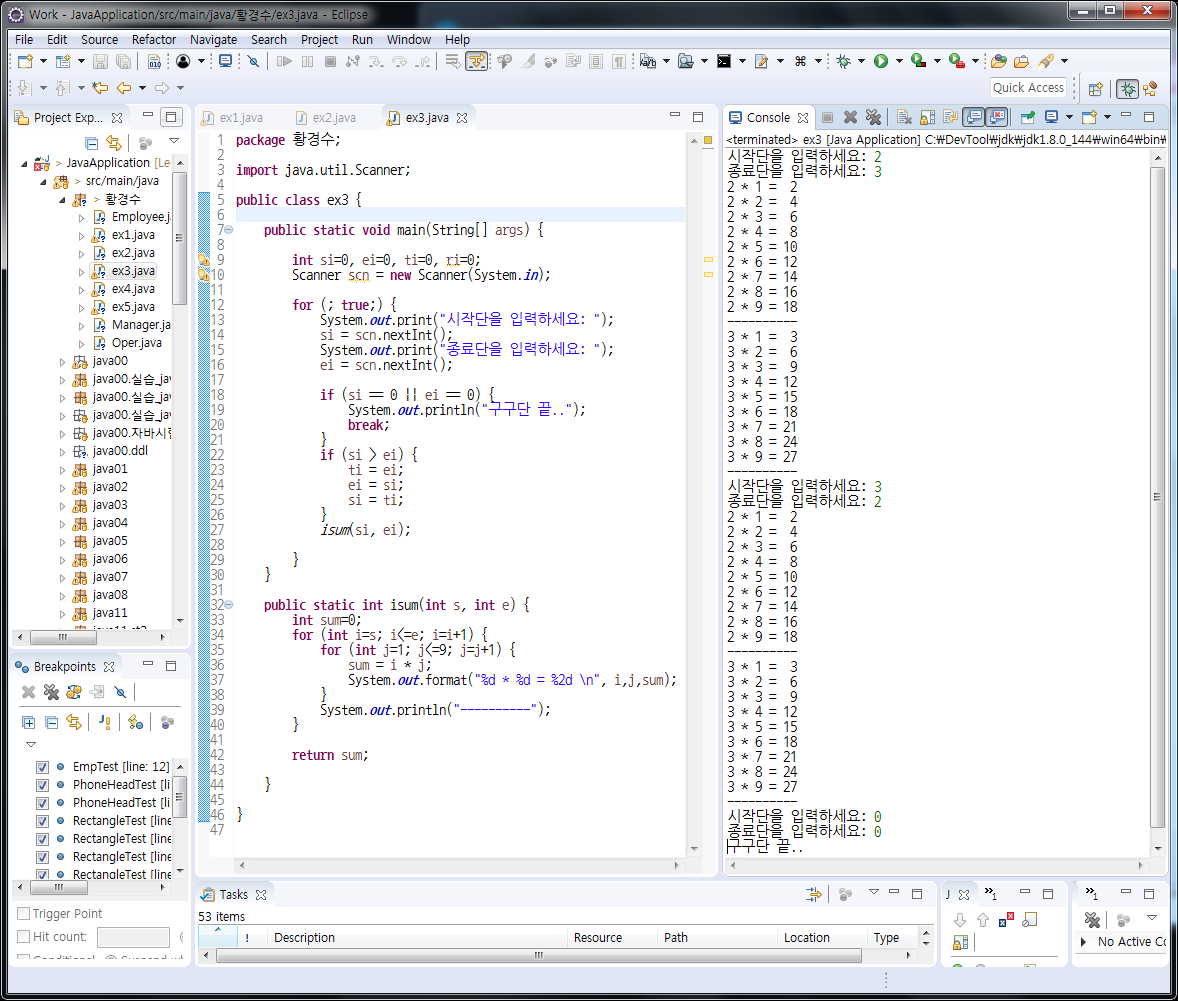 Work - JavaApplication/src/main/java/황경수/ex3.java - Eclipse
File Edit Source Refactor Navigate Search Project Run Window Help
Quick Access
Project Exp...
JavaApplication [Le
src/main/java
황경수
Employee.j
ex1.java
ex2.java
ex3.java
ex4.java
ex5.java
Manager.ja
Oper.java
java00
java00.실습_jav
java00.실습_jav
java00.실습_jav
java00.자바시험
java00.ddl
java01
java02
java03
java04
java05
java06
java07
java08
java11
Breakpoints
EmpTest [line: 12]
PhoneHeadTest [li
PhoneHeadTest [li
RectangleTest [line
RectangleTest [line
RectangleTest [line
RectangleTest [line
Trigger Point
Hit count:
ex1.java ex2.java ex3.java
1 package 황경수;
2
3 import java.util.Scanner;
4
5 public class ex3 {
6
7 public static void main(String[] args) {
8
9 int si=0, ei=0, ti=0, ri=0;
10 Scanner scn = new Scanner(System.in);
11
12 for (; true;) {
13 System.out.print("시작단을 입력하세요: ");
14 si = scn.nextInt();
15 System.out.print("종료단을 입력하세요: ");
16 ei = scn.nextInt();
17
18 if (si == 0 || ei == 0) {
19 System.out.println("구구단 끝..");
20 break;
21 }
22 if (si > ei) {
23 ti = ei;
24 ei = si;
25 si = ti;
26 }
27 isum(si, ei);
28
29 }
30 }
31
32 public static int isum(int s, int e) {
33 int sum=0;
34 for (int i=s; i<=e; i=i+1) {
35 for (int j=1; j<=9; j=j+1) {
36 sum = i * j;
37 System.out.format("%d * %d = %2d \n", i,j,sum);
38 }
39 System.out.println("----------");
40 }
41
42 return sum;
43
44 }
45
46 }
47
Console
<terminated> ex3 [Java Application] C:₩DevTool₩jdk₩jdk1.8.0_144₩win64₩bin₩
시작단을 입력하세요: 2
종료단을 입력하세요: 3
2 * 1 =  2
2 * 2 =  4
2 * 3 =  6
2 * 4 =  8
2 * 5 = 10
2 * 6 = 12
2 * 7 = 14
2 * 8 = 16
2 * 9 = 18
----------
3 * 1 =  3
3 * 2 =  6
3 * 3 =  9
3 * 4 = 12
3 * 5 = 15
3 * 6 = 18
3 * 7 = 21
3 * 8 = 24
3 * 9 = 27
----------
시작단을 입력하세요: 3
종료단을 입력하세요: 2
2 * 1 =  2
2 * 2 =  4
2 * 3 =  6
2 * 4 =  8
2 * 5 = 10
2 * 6 = 12
2 * 7 = 14
2 * 8 = 16
2 * 9 = 18
----------
3 * 1 =  3
3 * 2 =  6
3 * 3 =  9
3 * 4 = 12
3 * 5 = 15
3 * 6 = 18
3 * 7 = 21
3 * 8 = 24
3 * 9 = 27
----------
시작단을 입력하세요: 0
종료단을 입력하세요: 0
구구단 끝..
Tasks
53 items
! Description Resource Path Location Type
J
No Active Co